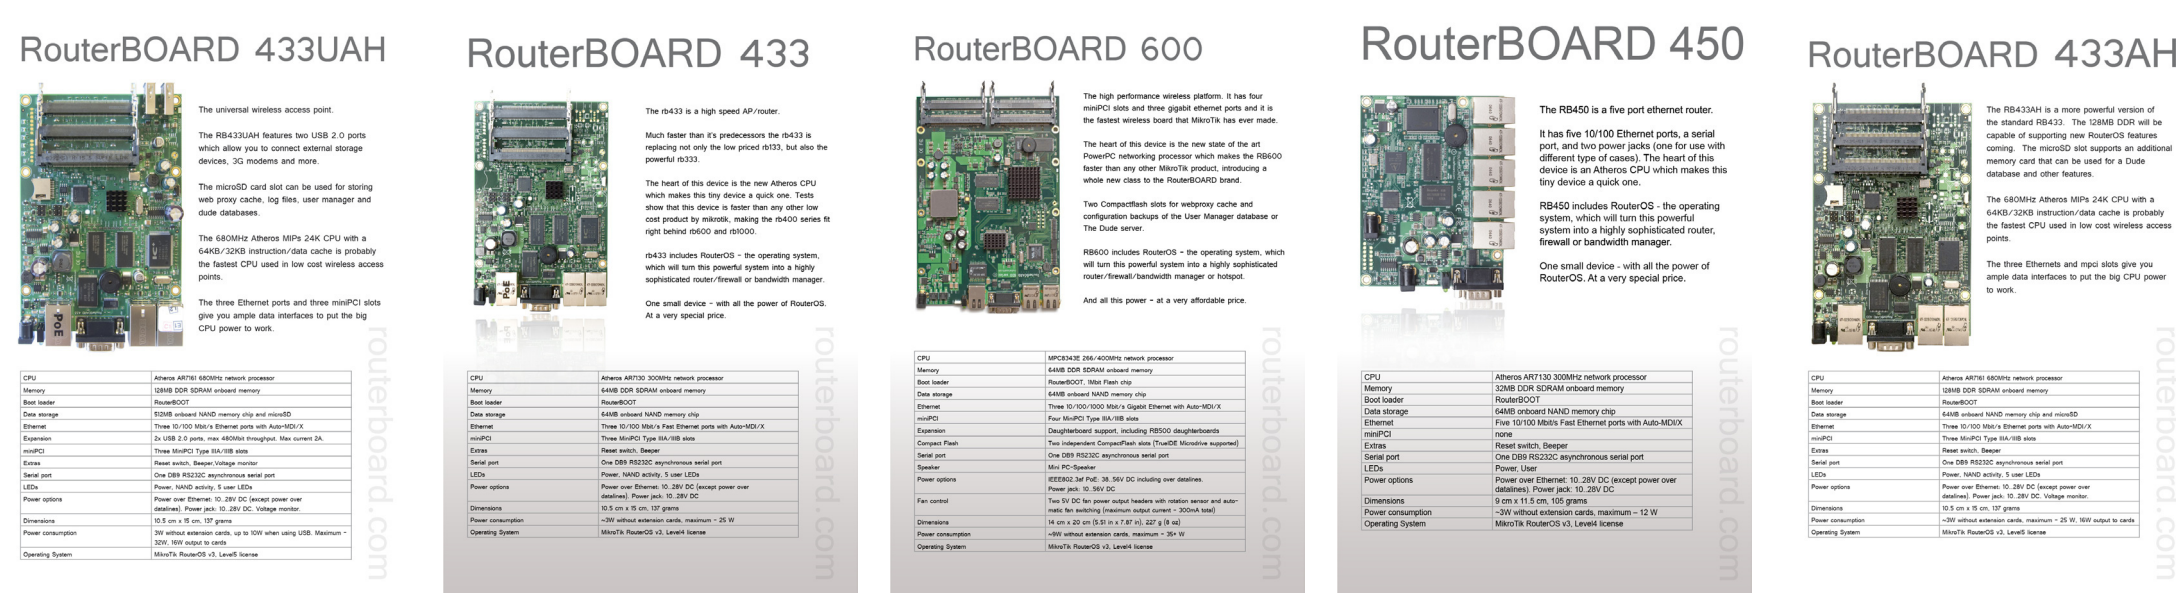 RouterBOARD 433UAH
The universal wireless access point.
The RB433UAH features two USB 2.0 ports
which allow you to connect external storage
devices, 3G modems and more.
The microSD card slot can be used for storing
web proxy cache, log files, user manager and
dude databases.
The 680MHz Atheros MIPs 24K CPU with a
64KB/32KB instruction/data cache is probably
the fastest CPU used in low cost wireless access
points.
The three Ethernet ports and three miniPCI slots
give you ample data interfaces to put the big
CPU power to work.
PoE
routerboard.com
CPU Atheros AR7161 680MHz network processor
Memory 128MB DDR SDRAM onboard memory
Boot loader RouterBOOT
Data storage 512MB onboard NAND memory chip and microSD
Ethernet Three 10/100 Mbit/s Ethernet ports with Auto-MDI/X
Expansion 2x USB 2.0 ports, max 480Mbit throughput. Max current 2A.
miniPCI Three MiniPCI Type IIIA/IIIB slots
Extras Reset switch, Beeper,Voltage monitor
Serial port One DB9 RS232C asynchronous serial port
LEDs Power, NAND activity, 5 user LEDs
Power options Power over Ethernet: 10..28V DC (except power over
datalines). Power jack: 10..28V DC. Voltage monitor.
Dimensions 10.5 cm x 15 cm, 137 grams
Power consumption 3W without extension cards, up to 10W when using USB. Maximum -
32W, 16W output to cards
Operating System MikroTik RouterOS v3, Level5 license
RouterBOARD 433
The rb433 is a high speed AP/router.
Much faster than it's predecessors the rb433 is
replacing not only the low priced rb133, but also the
powerful rb333.
The heart of this device is the new Atheros CPU
which makes this tiny device a quick one. Tests
show that this device is faster than any other low
cost product by mikrotik, making the rb400 series fit
right behind rb600 and rb1000.
rb433 includes RouterOS - the operating system,
which will turn this powerful system into a highly
sophisticated router/firewall or bandwidth manager.
One small device - with all the power of RouterOS.
At a very special price.
PoE
routerboard.com
CPU Atheros AR7130 300MHz network processor
Memory 64MB DDR SDRAM onboard memory
Boot loader RouterBOOT
Data storage 64MB onboard NAND memory chip
Ethernet Three 10/100 Mbit/s Fast Ethernet ports with Auto-MDI/X
miniPCI Three MiniPCI Type IIIA/IIIB slots
Extras Reset switch, Beeper
Serial port One DB9 RS232C asynchronous serial port
LEDs Power, NAND activity, 5 user LEDs
Power options Power over Ethernet: 10..28V DC (except power over
datalines). Power jack: 10..28V DC
Dimensions 10.5 cm x 15 cm, 137 grams
Power consumption ~3W without extension cards, maximum - 25 W
Operating System MikroTik RouterOS v3, Level4 license
RouterBOARD 600
The high performance wireless platform. It has four
miniPCI slots and three gigabit ethernet ports and it is
the fastest wireless board that MikroTik has ever made.
The heart of this device is the new state of the art
PowerPC networking processor which makes the RB600
faster than any other MikroTik product, introducing a
whole new class to the RouterBOARD brand.
Two Compactflash slots for webproxy cache and
configuration backups of the User Manager database or
The Dude server.
RB600 includes RouterOS - the operating system, which
will turn this powerful system into a highly sophisticated
router/firewall/bandwidth manager or hotspot.
And all this power - at a very affordable price.
routerboard.com
CPU MPC8343E 266/400MHz network processor
Memory 64MB DDR SDRAM onboard memory
Boot loader RouterBOOT, 1Mbit Flash chip
Data storage 64MB onboard NAND memory chip
Ethernet Three 10/100/1000 Mbit/s Gigabit Ethernet with Auto-MDI/X
miniPCI Four MiniPCI Type IIIA/IIIB slots
Expansion Daughterboard support, including RB500 daughterboards
Compact Flash Two independent CompactFlash slots (TrueIDE Microdrive supported)
Serial port One DB9 RS232C asynchronous serial port
Speaker Mini PC-Speaker
Power options IEEE802.3af PoE: 38..56V DC including over datalines.
Power jack: 10..56V DC
Fan control Two 5V DC fan power output headers with rotation sensor and auto-
matic fan switching (maximum output current - 300mA total)
Dimensions 14 cm x 20 cm (5.51 in x 7.87 in), 227 g (8 oz)
Power consumption ~9W without extension cards, maximum - 35+ W
Operating System MikroTik RouterOS v3, Level4 license
RouterBOARD 450
The RB450 is a five port ethernet router.
It has five 10/100 Ethernet ports, a serial
port, and two power jacks (one for use with
different type of cases). The heart of this
device is an Atheros CPU which makes this
tiny device a quick one.
RB450 includes RouterOS - the operating
system, which will turn this powerful
system into a highly sophisticated router,
firewall or bandwidth manager.
One small device - with all the power of
RouterOS. At a very special price.
routerboard.com
CPU Atheros AR7130 300MHz network processor
Memory 32MB DDR SDRAM onboard memory
Boot loader RouterBOOT
Data storage 64MB onboard NAND memory chip
Ethernet Five 10/100 Mbit/s Fast Ethernet ports with Auto-MDI/X
miniPCI none
Extras Reset switch, Beeper
Serial port One DB9 RS232C asynchronous serial port
LEDs Power, User
Power options Power over Ethernet: 10..28V DC (except power over
datalines). Power jack: 10..28V DC
Dimensions 9 cm x 11.5 cm, 105 grams
Power consumption ~3W without extension cards, maximum – 12 W
Operating System MikroTik RouterOS v3, Level4 license
RouterBOARD 433AH
The RB433AH is a more powerful version of
the standard RB433. The 128MB DDR will be
capable of supporting new RouterOS features
coming. The microSD slot supports an additional
memory card that can be used for a Dude
database and other features.
The 680MHz Atheros MIPs 24K CPU with a
64KB/32KB instruction/data cache is probably
the fastest CPU used in low cost wireless access
points.
The three Ethernets and mpci slots give you
ample data interfaces to put the big CPU power
to work.
routerboard.com
CPU Atheros AR7161 680MHz network processor
Memory 128MB DDR SDRAM onboard memory
Boot loader RouterBOOT
Data storage 64MB onboard NAND memory chip and microSD
Ethernet Three 10/100 Mbit/s Ethernet ports with Auto-MDI/X
miniPCI Three MiniPCI Type IIIA/IIIB slots
Extras Reset switch, Beeper
Serial port One DB9 RS232C asynchronous serial port
LEDs Power, NAND activity, 5 user LEDs
Power options Power over Ethernet: 10..28V DC (except power over
datalines). Power jack: 10..28V DC. Voltage monitor.
Dimensions 10.5 cm x 15 cm, 137 grams
Power consumption ~3W without extension cards, maximum - 25 W, 16W output to cards
Operating System MikroTik RouterOS v3, Level5 license